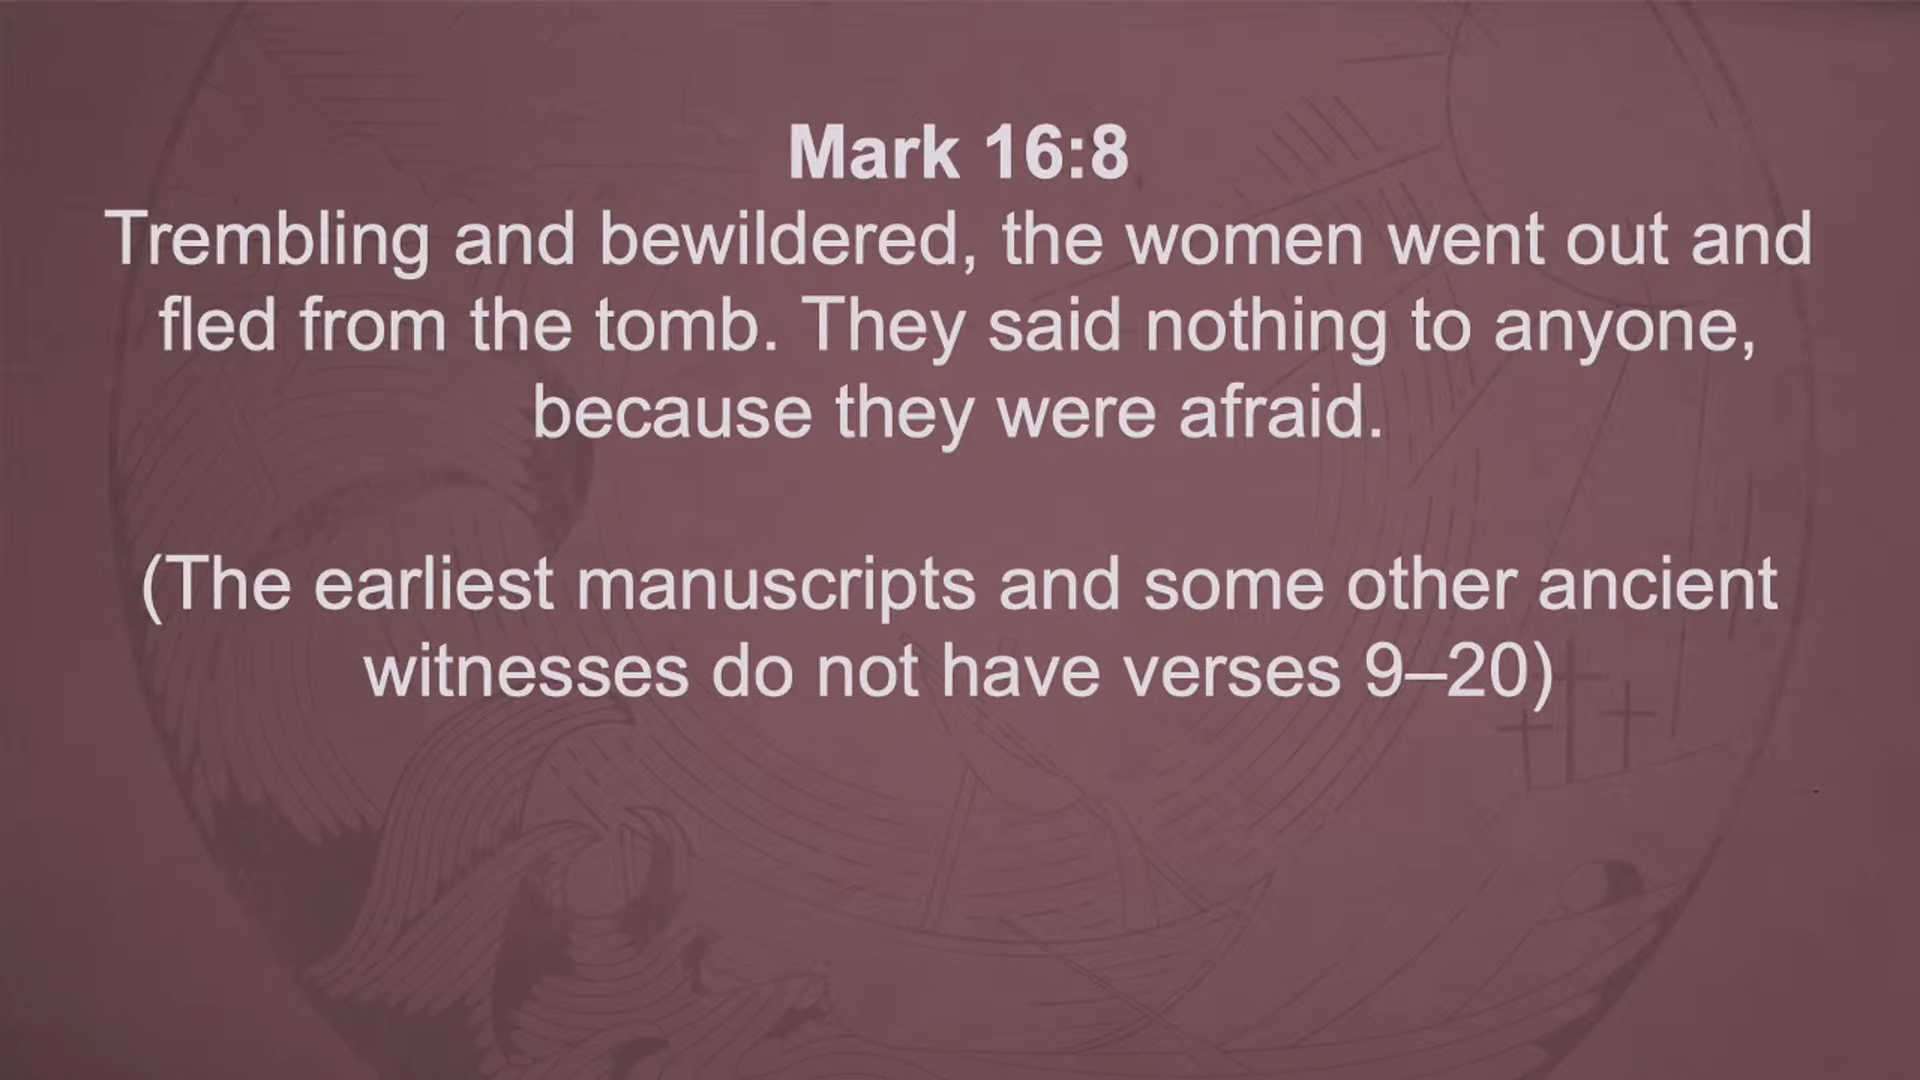 Mark 16:8
Trembling and bewildered, the women went out and
fled from the tomb. They said nothing to anyone,
because they were afraid.
(The earliest manuscripts and some other ancient
witnesses do not have verses 9–20)